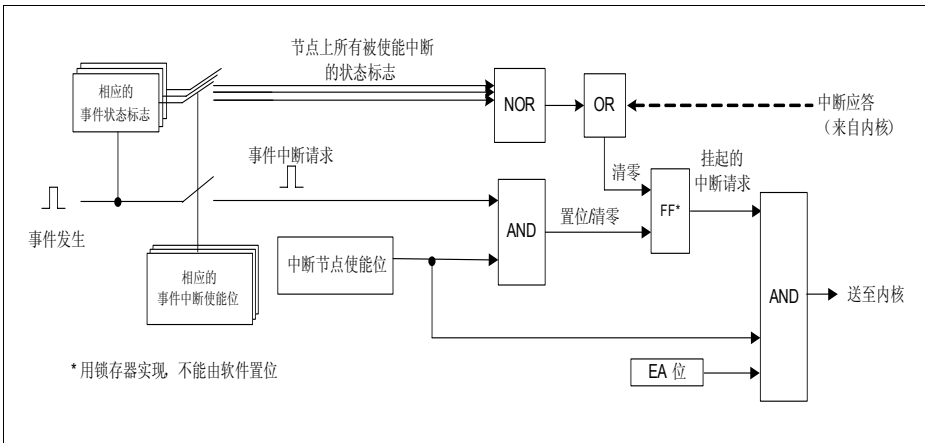 节点上所有被使能中断
的状态标志
相应的
事件状态标志
NOR
OR
中断应答
(来自内核)
事件中断请求
清零
挂起的
中断请求
FF*
AND
置位/清零
事件发生
中断节点使能位
相应的
事件中断使能位
AND
送至内核
EA 位
* 用锁存器实现, 不能由软件置位